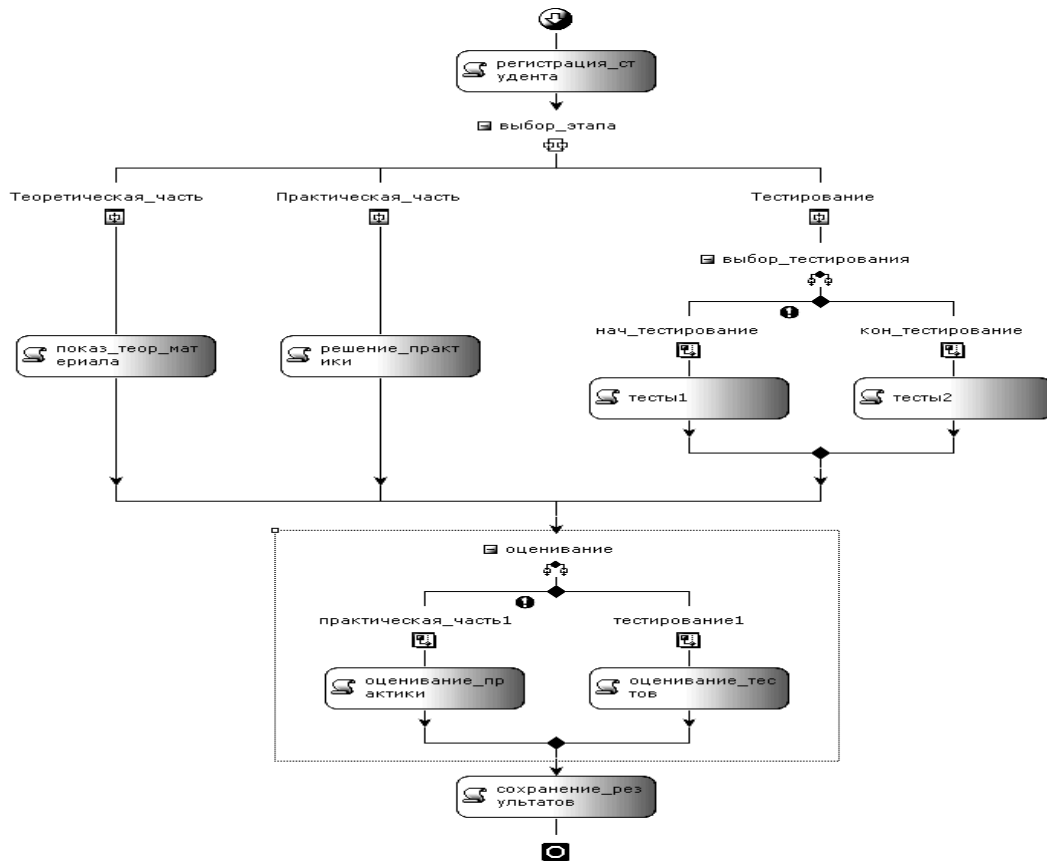 регистрация_ст
удента
выбор_этапа
Теоретическая_часть
Практическая_часть
Тестирование
выбор_тестирования
нач_тестирование
кон_тестирование
показ_теор_мат
ериала
решение_практ
ики
тесты1
тесты2
оценивание
практическая_часть1
тестирование1
оценивание_пр
актики
оценивание_тес
тов
сохранение_рез
ультатов